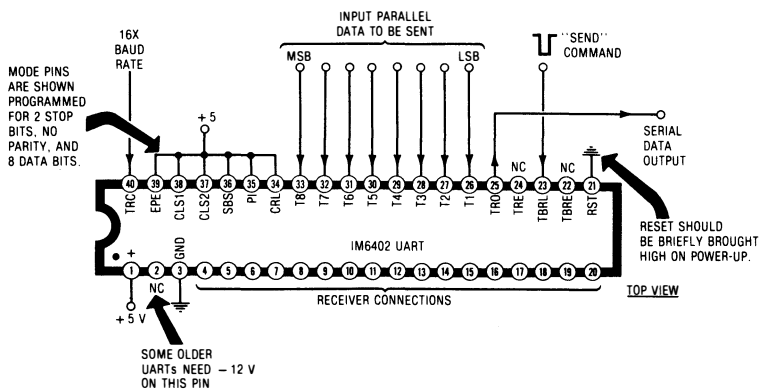 INPUT PARALLEL
DATA TO BE SENT
16X
BAUD
RATE
MSB
LSB
"SEND"
COMMAND
MODE PINS
ARE SHOWN
PROGRAMMED
FOR 2 STOP
BITS, NO
PARITY, AND
8 DATA BITS.
+5
SERIAL
DATA
OUTPUT
NC
NC
40 39 38 37 36 35 34 33 32 31 30 29 28 27 26 25 24 23 22 21
TRC EPE CLS1 CLS2 SBS PI CRL T8 T7 T6 T5 T4 T3 T2 T1 TRO TRE TBRL TBRE RST
RESET SHOULD
BE BRIEFLY BROUGHT
HIGH ON POWER-UP.
IM6402 UART
+ GND
1 2 3 4 5 6 7 8 9 10 11 12 13 14 15 16 17 18 19 20
NC
+5 V
RECEIVER CONNECTIONS
TOP VIEW
SOME OLDER
UARTs NEED −12 V
ON THIS PIN